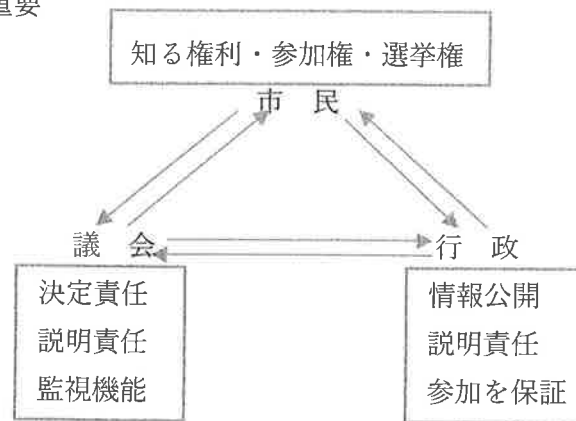 重要
知る権利・参加権・選挙権
市 民
議 会
行 政
決定責任
説明責任
監視機能
情報公開
説明責任
参加を保証